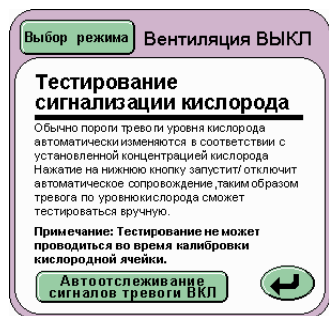 Выбор режима
Вентиляция ВЫКЛ
Тестирование
сигнализации кислорода
Обычно пороги тревоги уровня кислорода
автоматически изменяются в соответствии с
установленной концентрацией кислорода
Нажатие на нижнюю кнопку запустит/ отключит
автоматическое сопровождение,таким образом
тревога по уровнюкислорода сможет
тестироваться вручную.
Примечание: Тестирование не может
проводиться во время калибровки
кислородной ячейки.
Автоотслеживание
сигналов тревоги ВКЛ